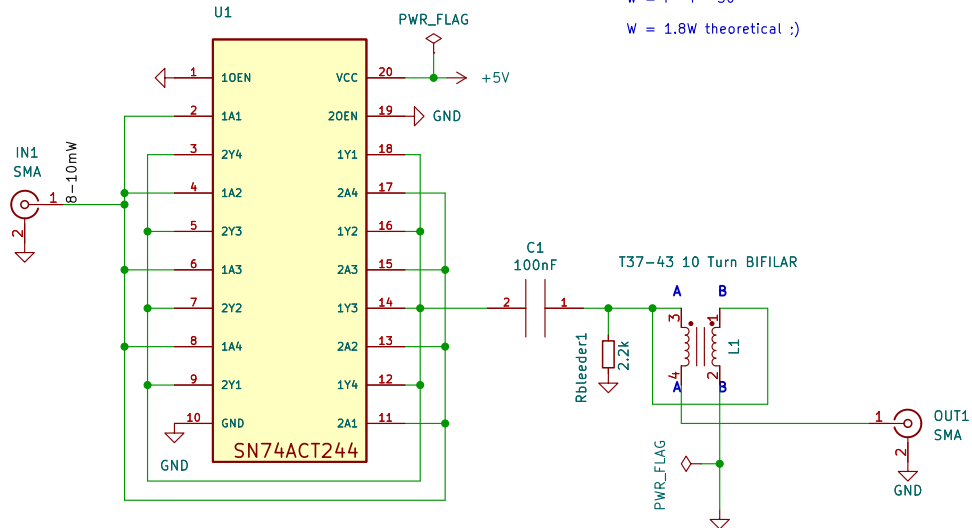 U1
PWR_FLAG
W = 1.8W theoretical ;)
1 1OEN VCC 20 +5V
2 1A1 2OEN 19 GND
3 2Y4 1Y1 18
IN1
SMA
1
8-10mW
2
4 1A2 2A4 17
5 2Y3 1Y2 16
6 1A3 2A3 15
7 2Y2 1Y3 14
8 1A4 2A2 13
9 2Y1 1Y4 12
10 GND 2A1 11
SN74ACT244
GND
C1
100nF
2 1
Rbleeder1
2.2k
T37-43 10 Turn BIFILAR
A B
3 1
L1
4 2
A B
PWR_FLAG
1
OUT1
SMA
2
GND